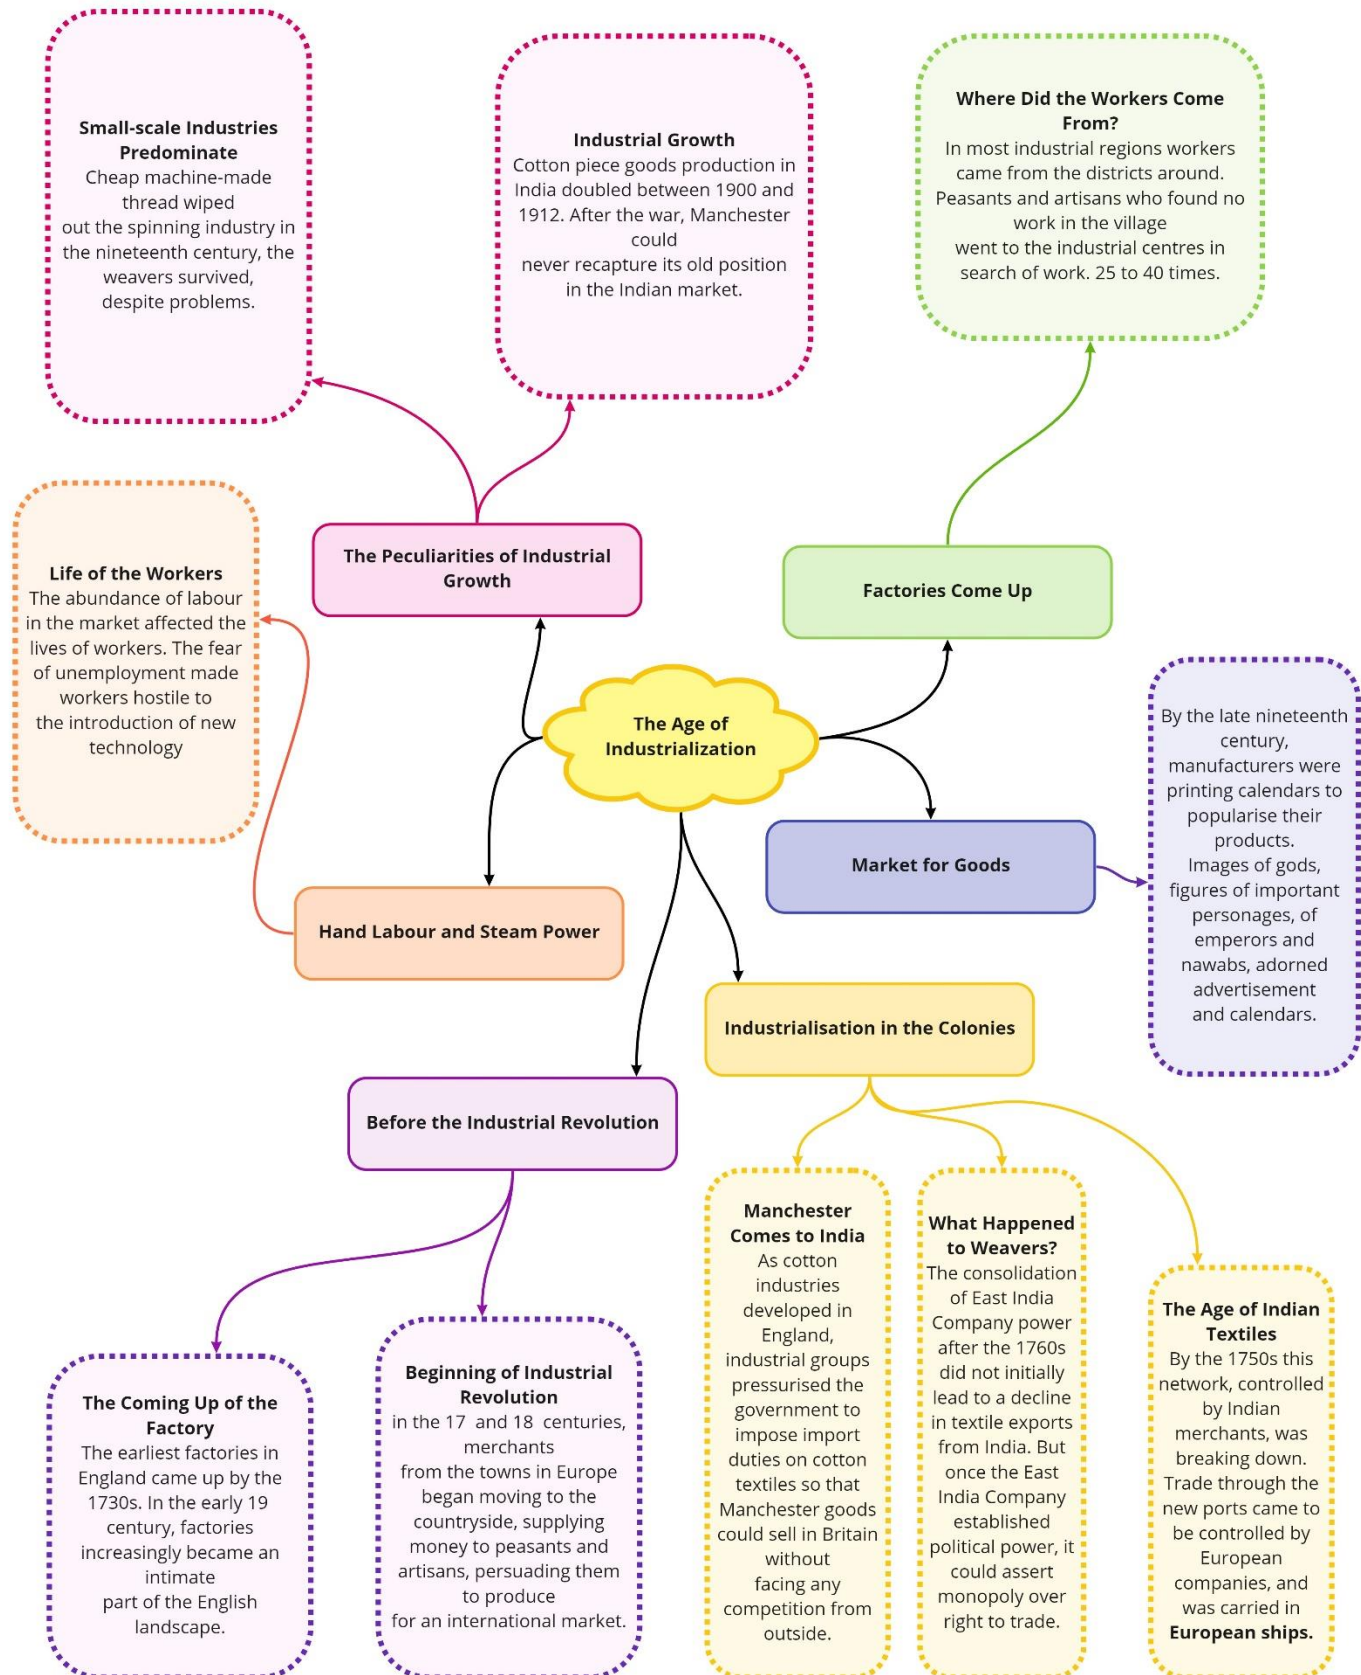 Small-scale Industries
Predominate
Cheap machine-made
thread wiped
out the spinning industry in
the nineteenth century, the
weavers survived,
despite problems.
Industrial Growth
Cotton piece goods production in
India doubled between 1900 and
1912. After the war, Manchester
could
never recapture its old position
in the Indian market.
Where Did the Workers Come
From?
In most industrial regions workers
came from the districts around.
Peasants and artisans who found no
work in the village
went to the industrial centres in
search of work. 25 to 40 times.
The Peculiarities of Industrial
Growth
Factories Come Up
Life of the Workers
The abundance of labour
in the market affected the
lives of workers. The fear
of unemployment made
workers hostile to
the introduction of new
technology
The Age of
Industrialization
By the late nineteenth
century,
manufacturers were
printing calendars to
popularise their
products.
Images of gods,
figures of important
personages, of
emperors and
nawabs, adorned
advertisement
and calendars.
Market for Goods
Hand Labour and Steam Power
Industrialisation in the Colonies
Before the Industrial Revolution
The Coming Up of the
Factory
The earliest factories in
England came up by the
1730s. In the early 19
century, factories
increasingly became an
intimate
part of the English
landscape.
Beginning of Industrial
Revolution
in the 17 and 18 centuries,
merchants
from the towns in Europe
began moving to the
countryside, supplying
money to peasants and
artisans, persuading them
to produce
for an international market.
Manchester
Comes to India
As cotton
industries
developed in
England,
industrial groups
pressurised the
government to
impose import
duties on cotton
textiles so that
Manchester goods
could sell in Britain
without
facing any
competition from
outside.
What Happened
to Weavers?
The consolidation
of East India
Company power
after the 1760s
did not initially
lead to a decline
in textile exports
from India. But
once the East
India Company
established
political power, it
could assert
monopoly over
right to trade.
The Age of Indian
Textiles
By the 1750s this
network, controlled
by Indian
merchants, was
breaking down.
Trade through the
new ports came to
be controlled by
European
companies, and
was carried in
European ships.